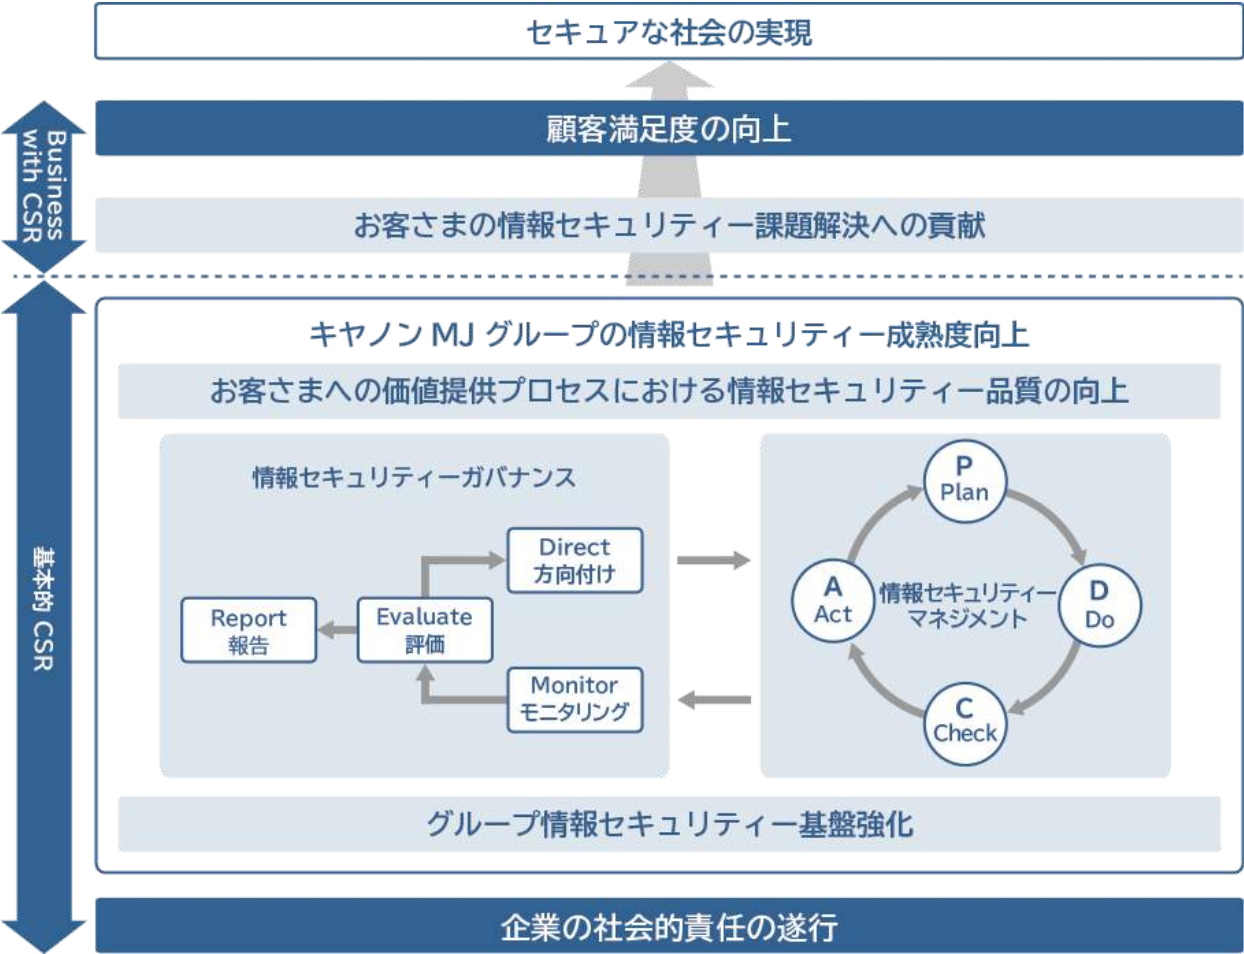 セキュアな社会の実現
Business
with CSR
顧客満足度の向上
お客さまの情報セキュリティー課題解決への貢献
基本的 CSR
キヤノン MJ グループの情報セキュリティー成熟度向上
お客さまへの価値提供プロセスにおける情報セキュリティー品質の向上
情報セキュリティーガバナンス
Direct
方向付け
Report
報告
Evaluate
評価
Monitor
モニタリング
P
Plan
A
Act
情報セキュリティー
マネジメント
D
Do
C
Check
グループ情報セキュリティー基盤強化
企業の社会的責任の遂行